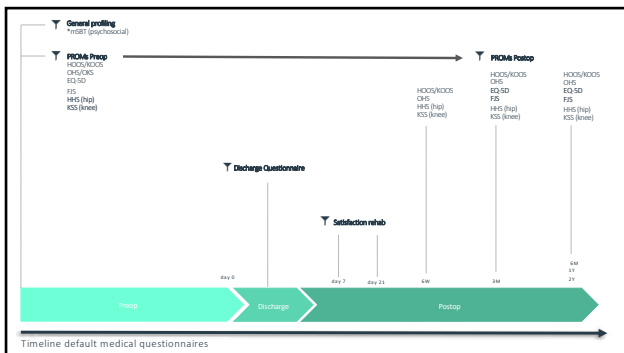 General profiling
*mSBT (psychosocial)
PROMs Preop
HOOS/KOOS
OHS/OKS
EQ-5D
FJS
HHS (hip)
KSS (knee)
PROMs Postop
HOOS/KOOS
OHS
HHS (hip)
KSS (knee)
HOOS/KOOS
OHS
EQ-5D
FJS
HHS (hip)
KSS (knee)
HOOS/KOOS
OHS
EQ-5D
FJS
HHS (hip)
KSS (knee)
Discharge Questionnaire
Satisfaction rehab
day 0
day 7
day 21
6W
3M
6M
1Y
2Y
Preop
Discharge
Postop
Timeline default medical questionnaires